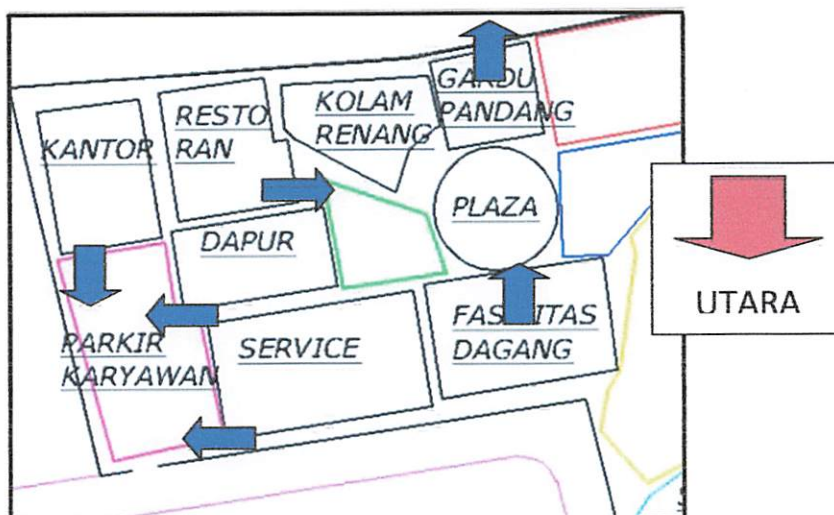 KANTOR
RESTO
RAN
KOLAM
RENANG
GARDU
PANDANG
PLAZA
DAPUR
PARKIR
KARYAWAN
SERVICE
FASILITAS
DAGANG
UTARA